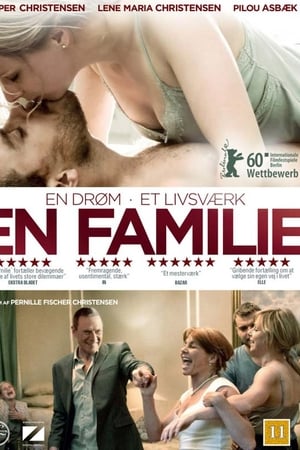 PER CHRISTENSEN LENE MARIA CHRISTENSEN PILOU ASBÆK
60
Internationale
Filmfestspiele
Berlin
Wettbewerb
EN DRØM · ET LIVSVÆRK
EN FAMILIE
★★★★★ ★★★★★ ★★★★★★ ★★★★★
EKSTRA BLADET
"Fremragende,
usentimental, stærk"
IN
"Et mesterværk"
BAZAR
"Gribende fortælling om at
vælge sin egen vej i livet"
ELLE
AF PERNILLE FISCHER CHRISTENSEN
11